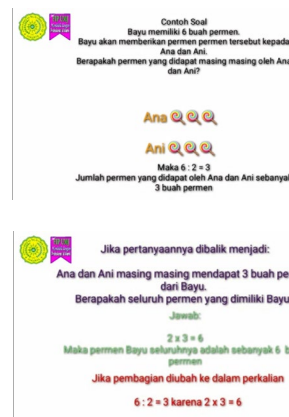 Contoh Soal
Bayu memiliki 6 buah permen.
Bayu akan memberikan permen permen tersebut kepada
Ana dan Ani.
Berapakah permen yang didapat masing masing oleh Ana
dan Ani?
Ana
Ani
Maka 6 : 2 = 3
Jumlah permen yang didapat oleh Ana dan Ani sebanyak
3 buah permen
Jika pertanyaannya dibalik menjadi:
Ana dan Ani masing masing mendapat 3 buah pe
dari Bayu.
Berapakah seluruh permen yang dimiliki Bayu
Jawab:
2 x 3 = 6
Maka permen Bayu seluruhnya adalah sebanyak 6 b
permen
Jika pembagian diubah ke dalam perkalian
6 : 2 = 3 karena 2 x 3 = 6